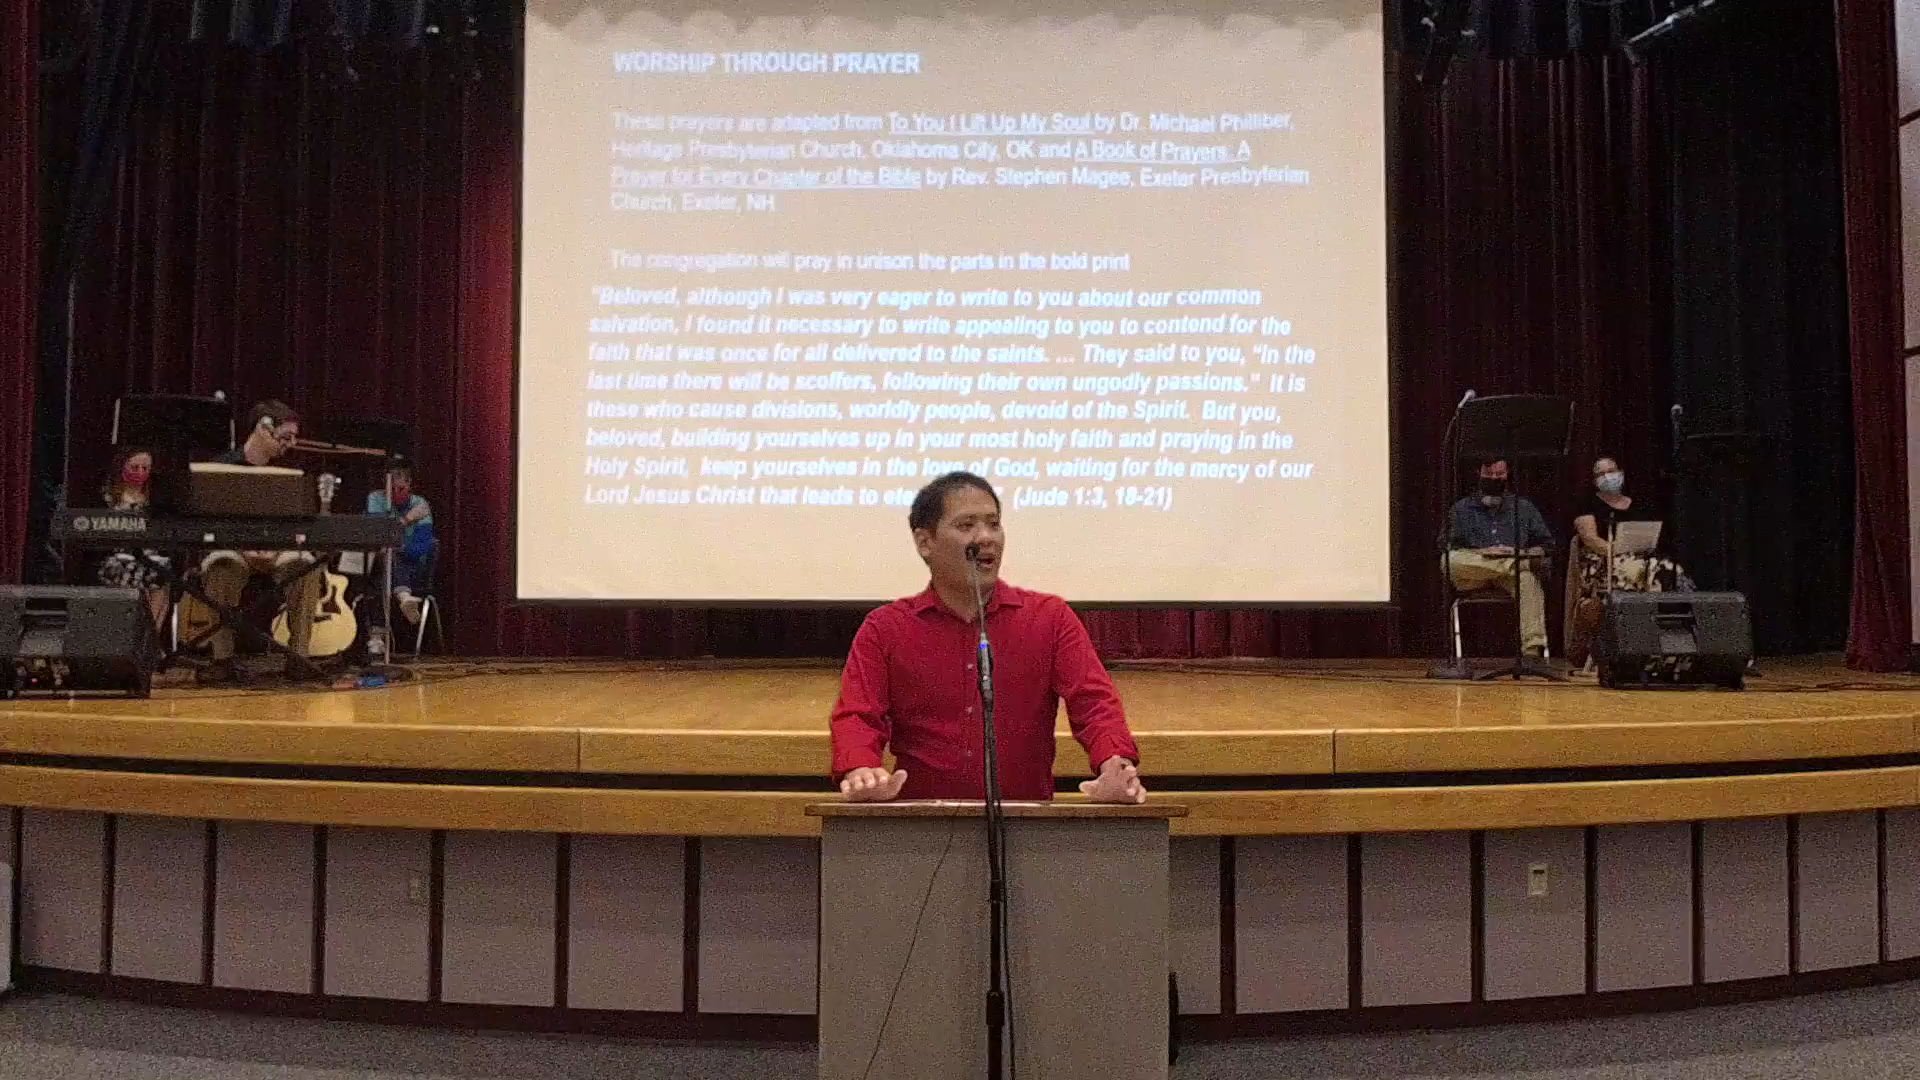 WORSHIP THROUGH PRAYER
These prayers are adapted from To You I Lift Up My Soul by Dr. Michael Philliber,
Heritage Presbyterian Church, Oklahoma City, OK and A Book of Prayers: A
Prayer for Every Chapter of the Bible by Rev. Stephen Magee, Exeter Presbyterian
Church, Exeter, NH
The congregation will pray in unison the parts in the bold print
"Beloved, although I was very eager to write to you about our common
salvation, I found it necessary to write appealing to you to contend for the
faith that was once for all delivered to the saints. ... They said to you, "In the
last time there will be scoffers, following their own ungodly passions." It is
these who cause divisions, worldly people, devoid of the Spirit. But you,
beloved, building yourselves up in your most holy faith and praying in the
Holy Spirit, keep yourselves in the love of God, waiting for the mercy of our
Lord Jesus Christ that leads to (Jude 1:3, 18-21)
YAMAHA